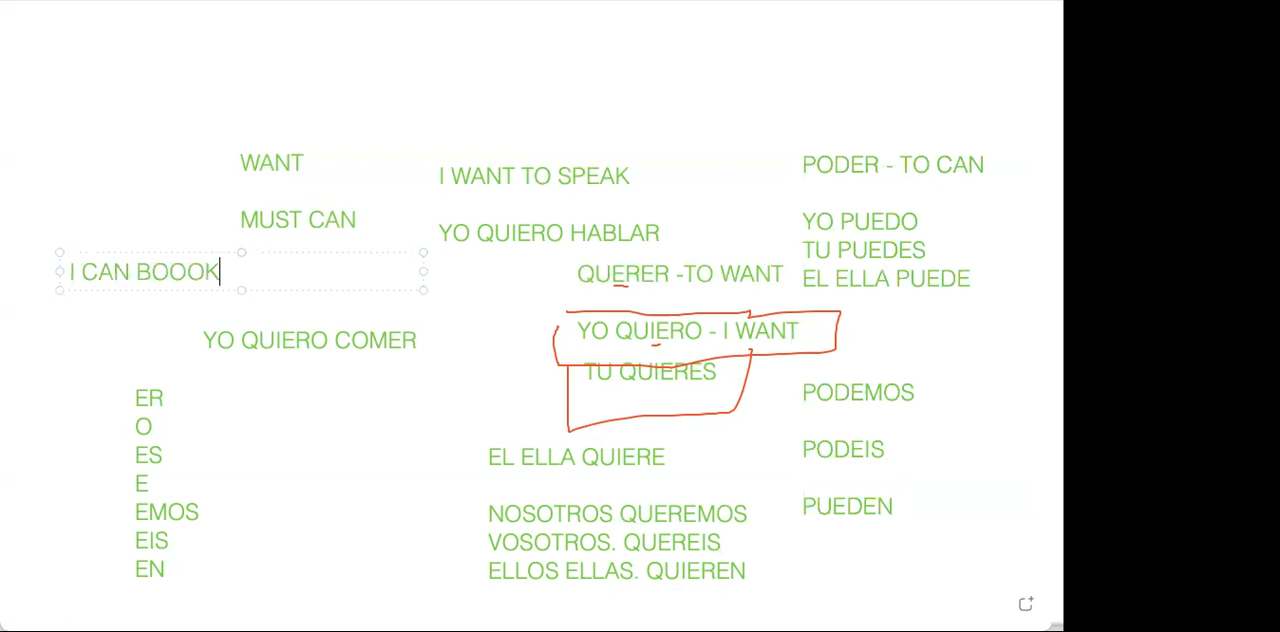 WANT
MUST CAN
I CAN BOOOK
YO QUIERO COMER
ER
O
ES
E
EMOS
EIS
EN
I WANT TO SPEAK
YO QUIERO HABLAR
QUERER -TO WANT
YO QUIERO - I WANT
TU QUIERES
EL ELLA QUIERE
NOSOTROS QUEREMOS
VOSOTROS. QUEREIS
ELLOS ELLAS. QUIEREN
PODER - TO CAN
YO PUEDO
TU PUEDES
EL ELLA PUEDE
PODEMOS
PODEIS
PUEDEN